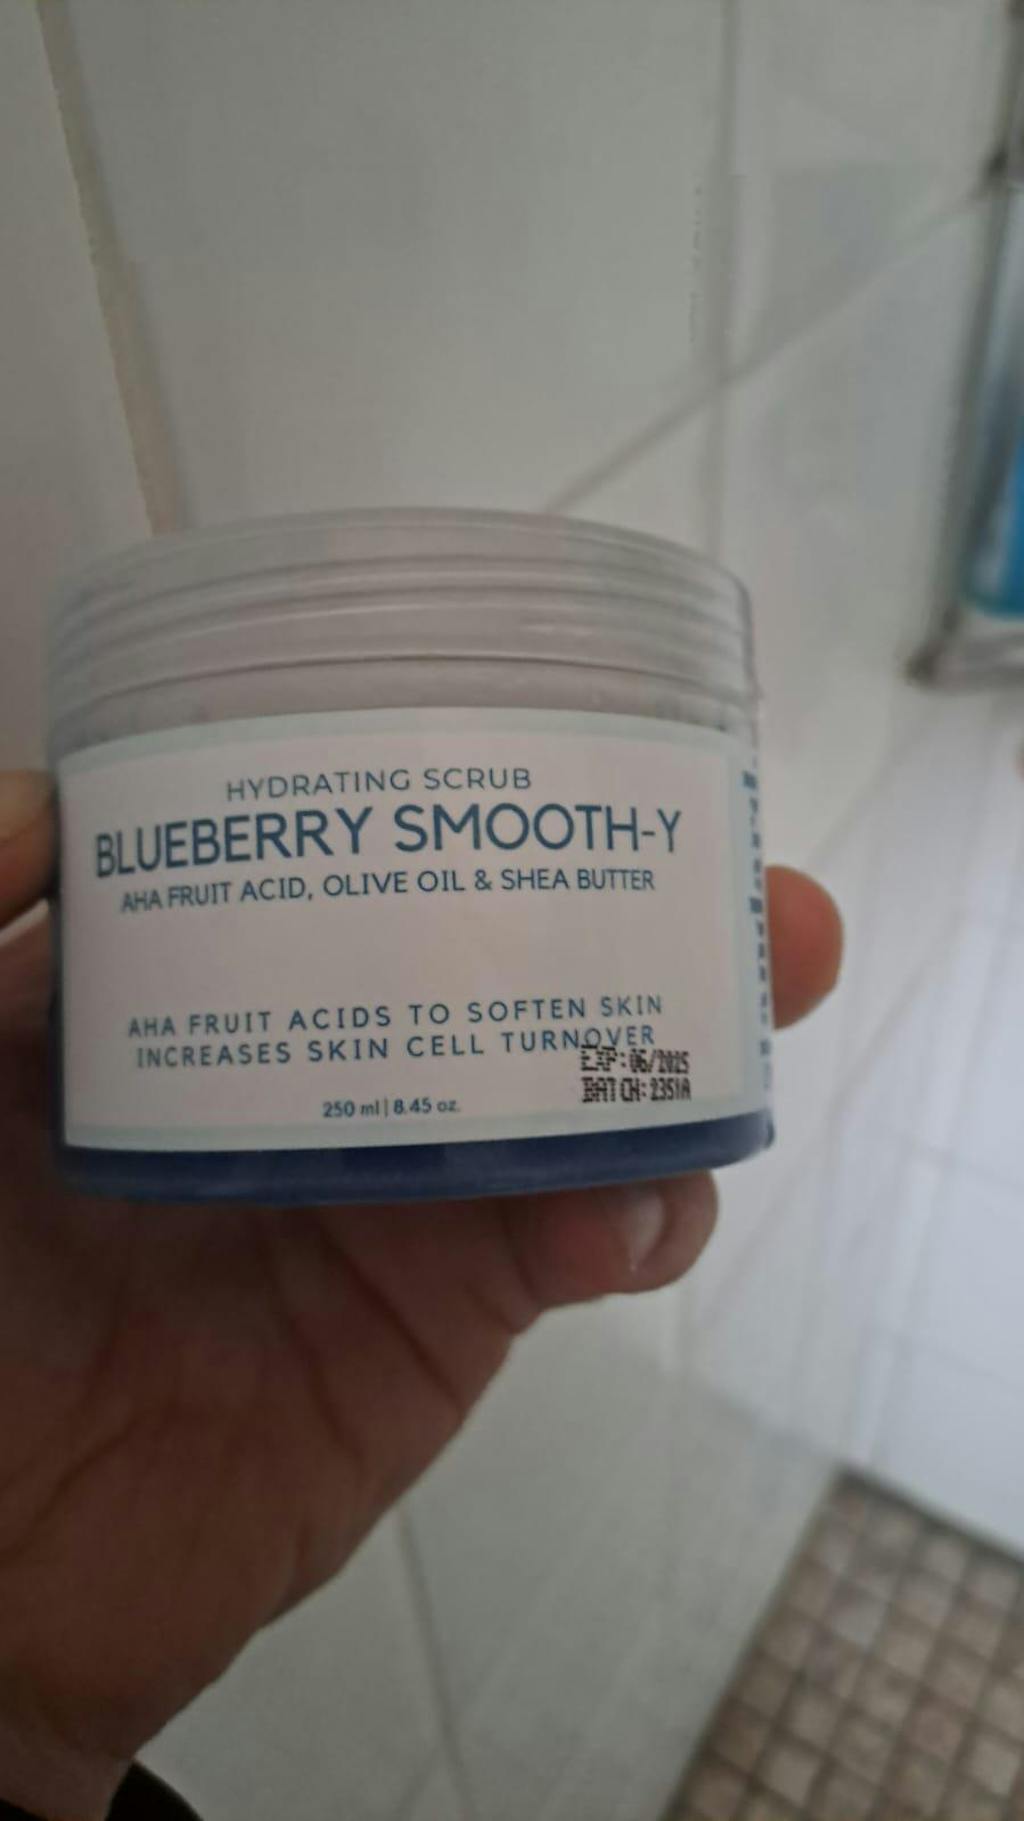 HYDRATING SCRUB
BLUEBERRY SMOOTH-Y
AHA FRUIT ACID, OLIVE OIL & SHEA BUTTER
AHA FRUIT ACIDS TO SOFTEN SKIN
INCREASES SKIN CELL TURNOVER
EXP:06/2025
BATCH:2351A
250 ml | 8.45 oz.